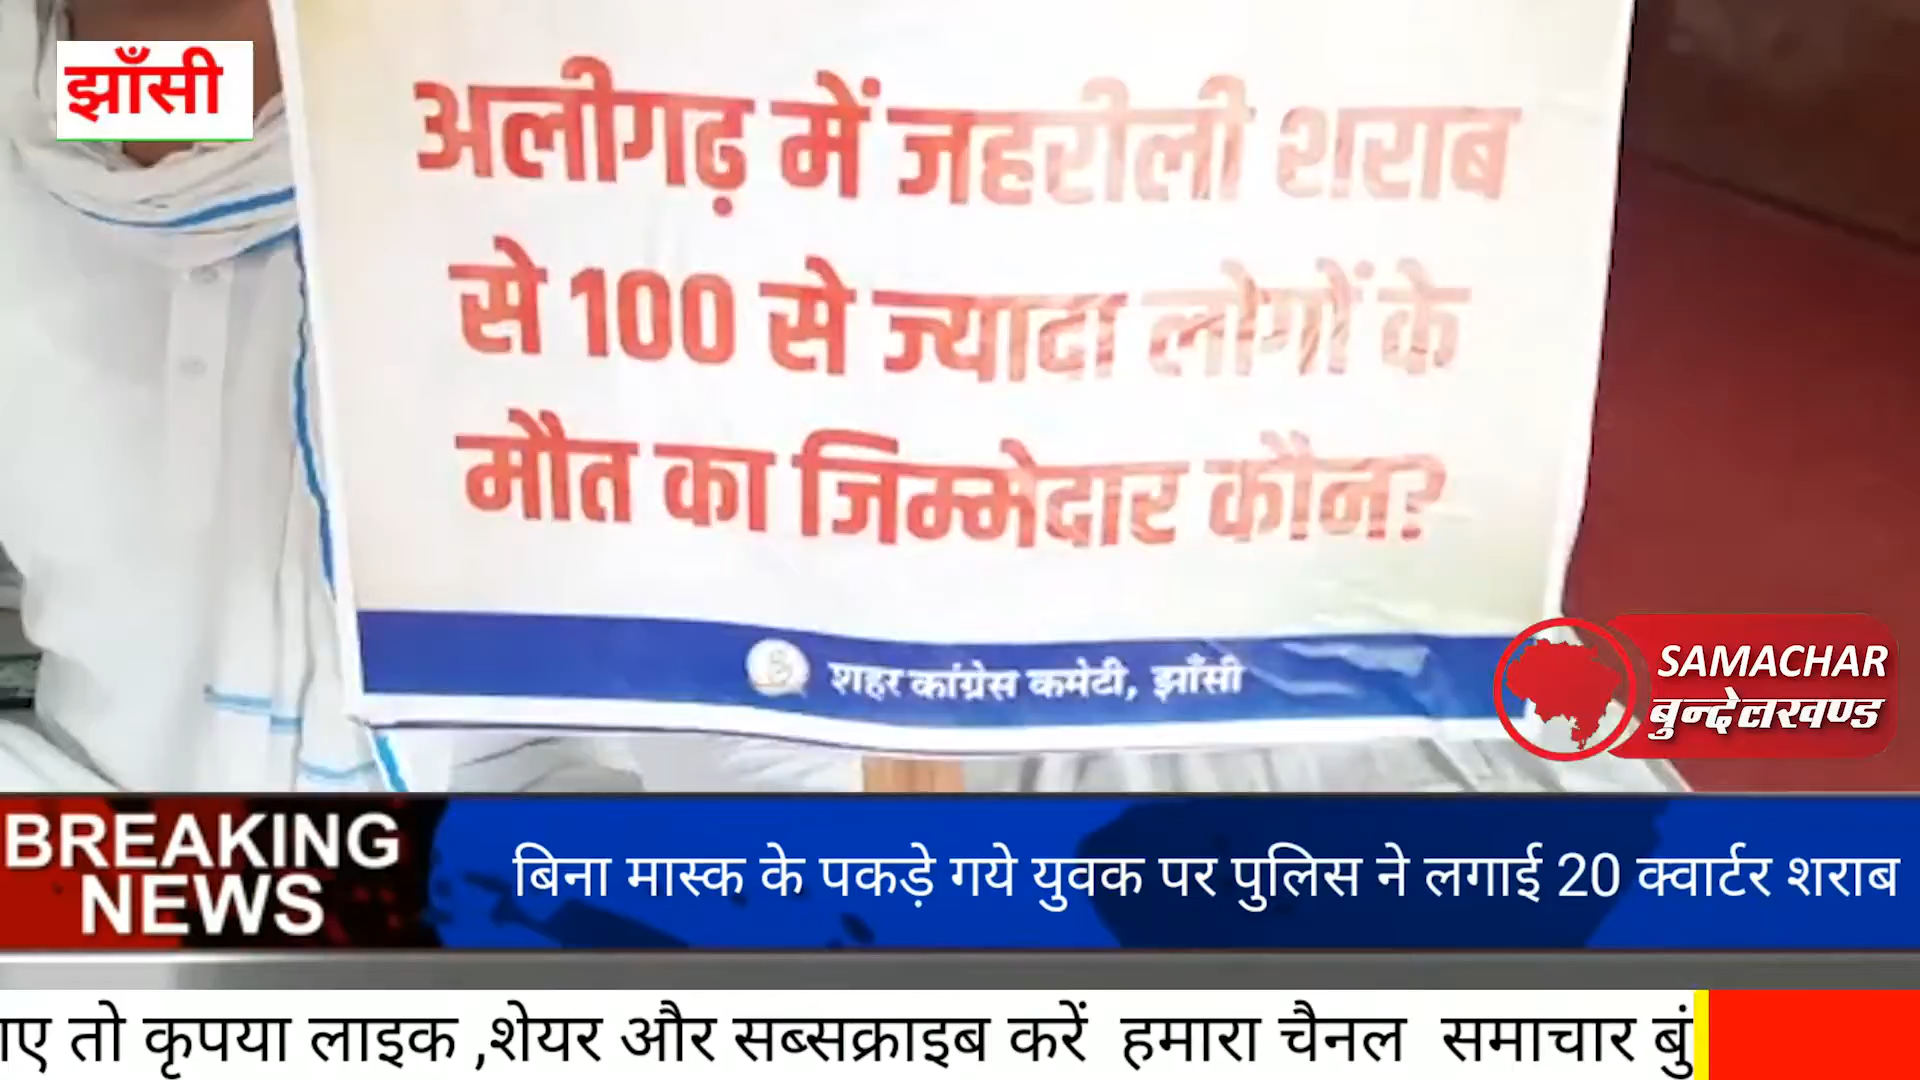 झाँसी
अलीगढ़ में जहरीली शराब
से 100 से ज्यादा लोगों के
मौत का जिम्मेदार कौन?
शहर कांग्रेस कमेटी, झाँसी
SAMACHAR
बुन्देलखण्ड
BREAKING
NEWS
बिना मास्क के पकड़े गये युवक पर पुलिस ने लगाई 20 क्वार्टर शराब
तो कृपया लाइक ,शेयर और सब्सक्राइब करें हमारा चैनल समाचार